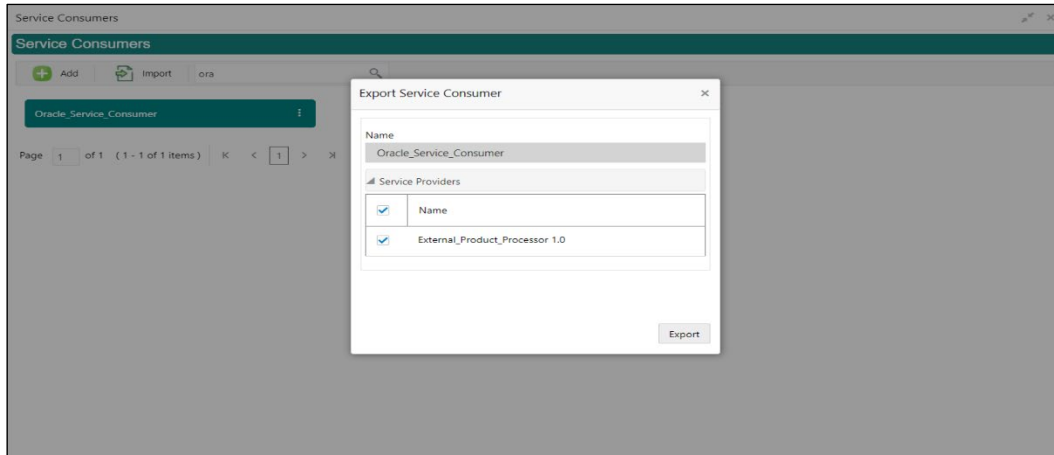 Service Consumers
Service Consumers
Add Import ora
Oracle_Service_Consumer
Page 1 of 1 (1 - 1 of 1 items) 1
Export Service Consumer
Name
Oracle_Service_Consumer
Service Providers
Name
External_Product_Processor 1.0
Export